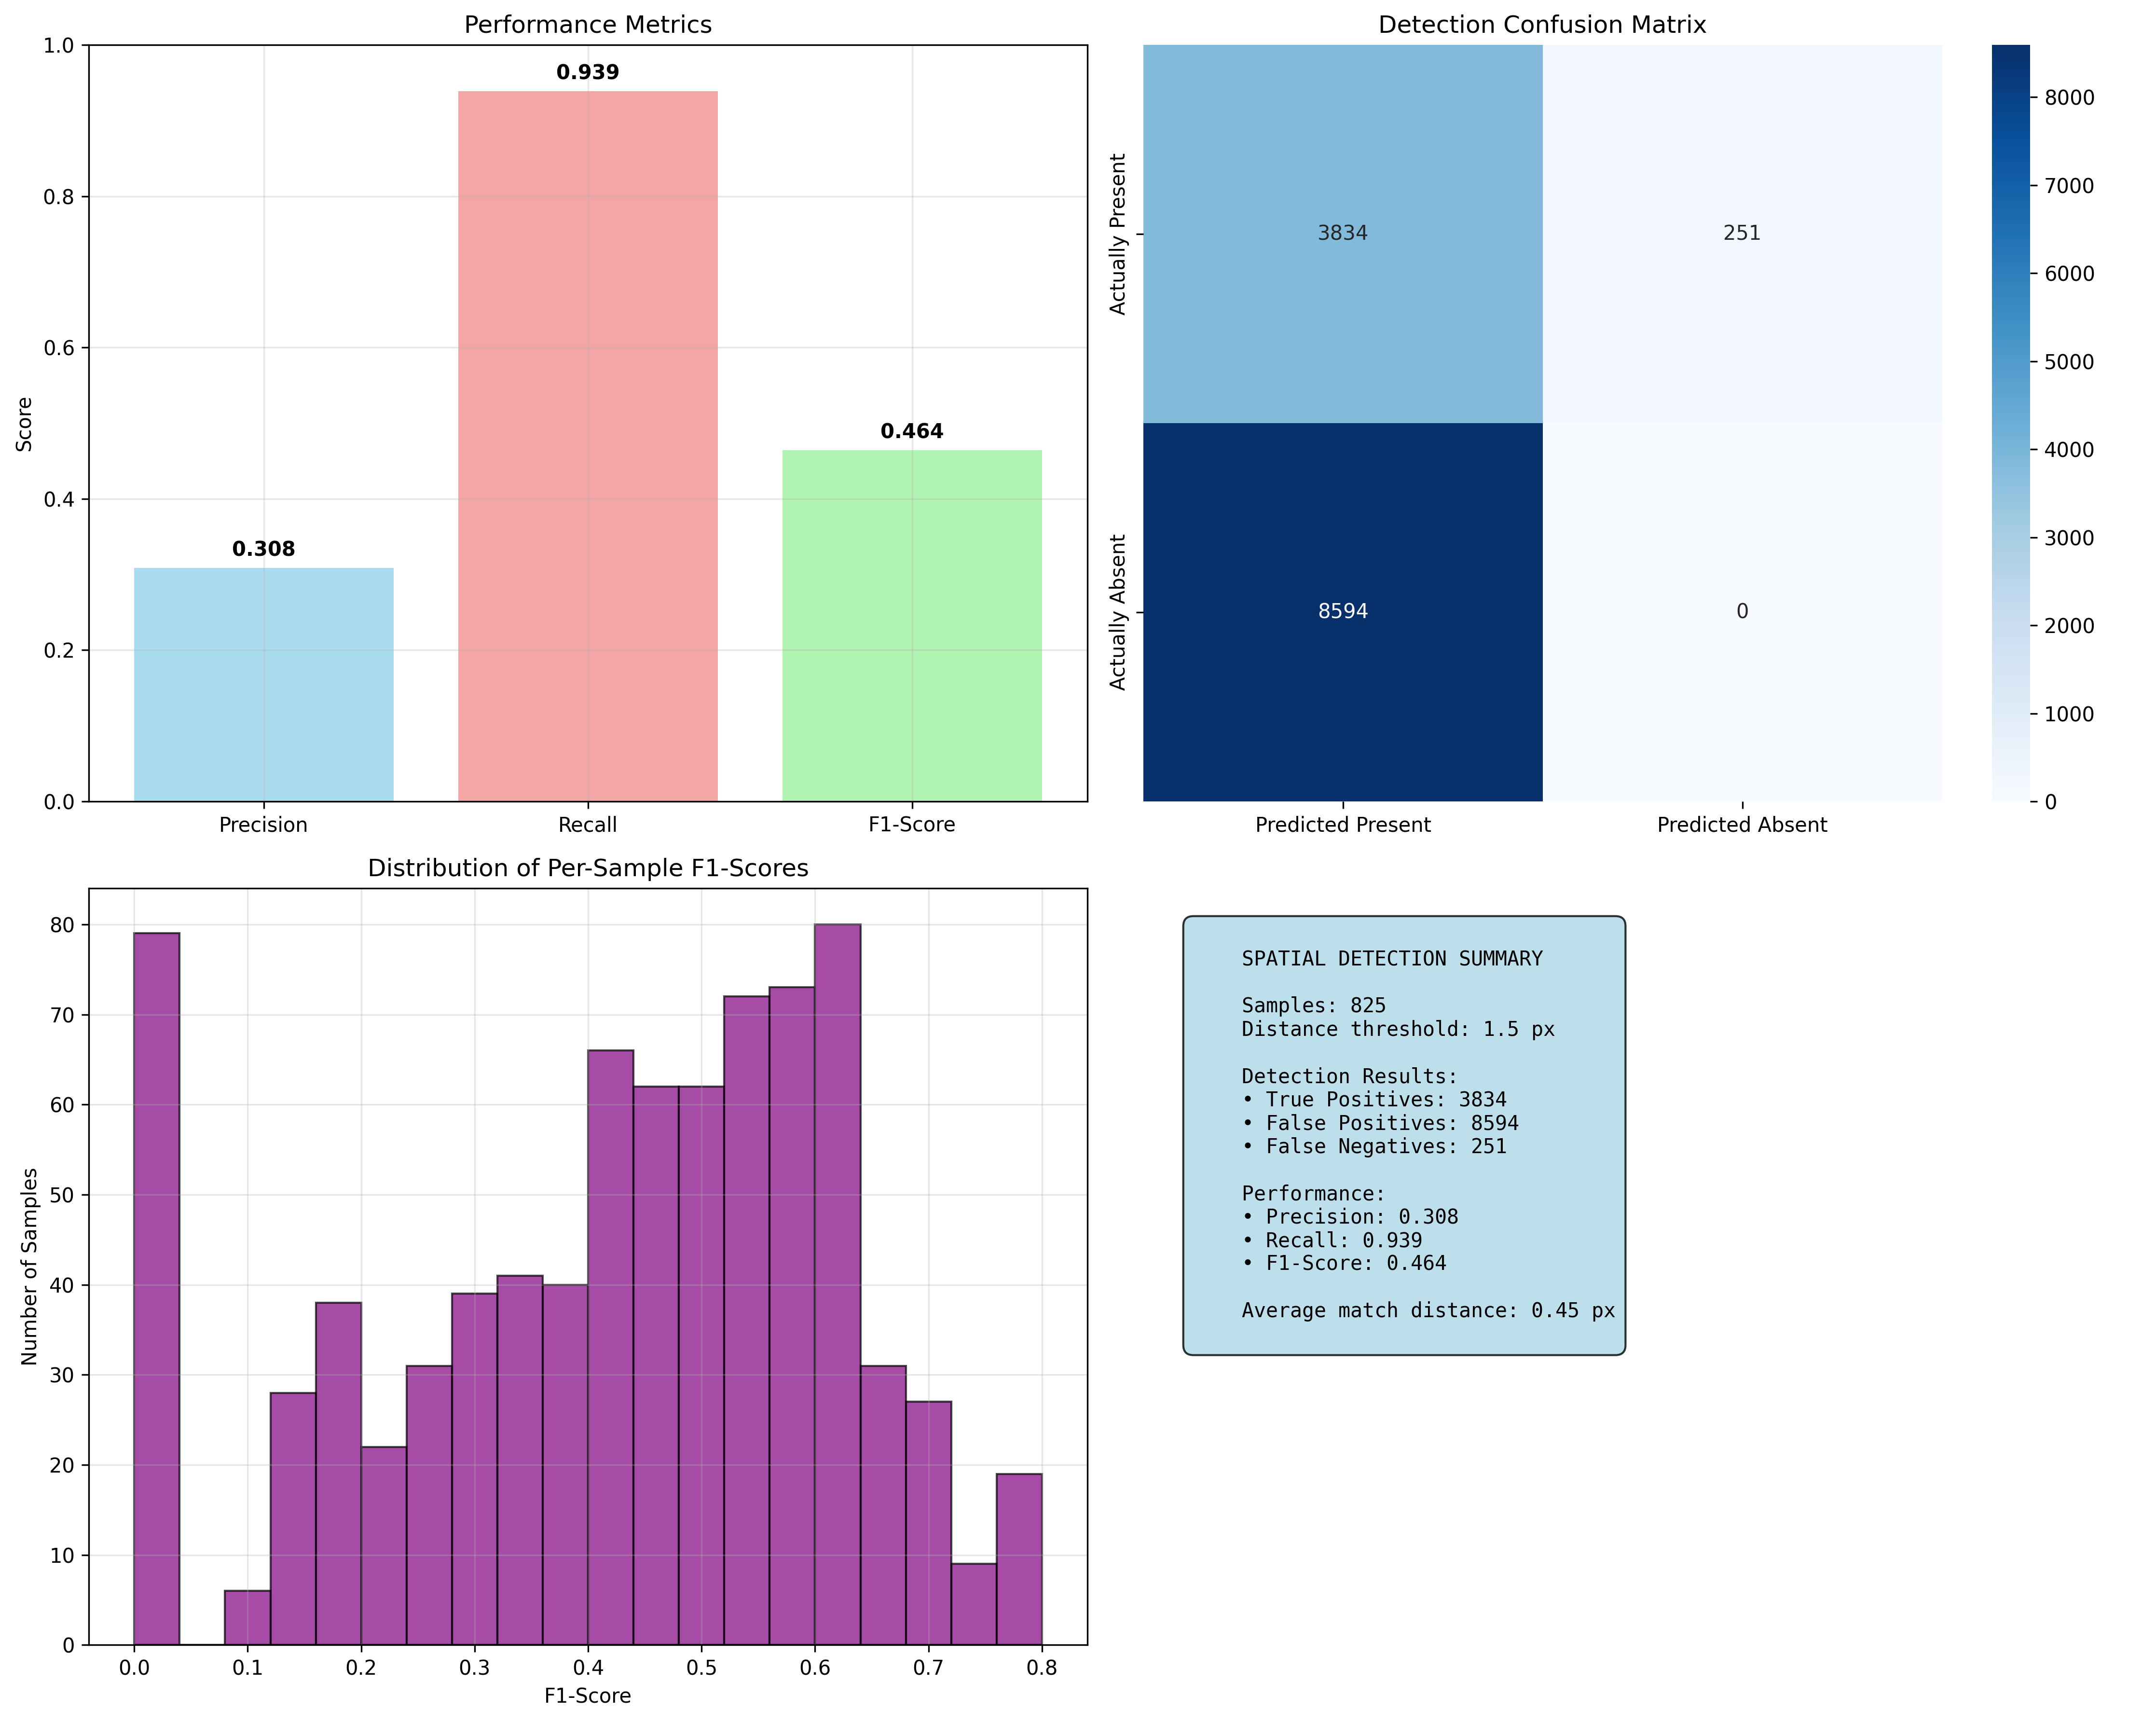 Performance Metrics
1.0
0.8
0.6
0.4
0.2
0.0
Score
0.308
0.939
0.464
Precision
Recall
F1-Score
Detection Confusion Matrix
Actually Present
Actually Absent
3834
251
8594
0
Predicted Present
Predicted Absent
8000
7000
6000
5000
4000
3000
2000
1000
0
Distribution of Per-Sample F1-Scores
80
70
60
50
40
30
20
10
0
Number of Samples
0.0
0.1
0.2
0.3
0.4
0.5
0.6
0.7
0.8
F1-Score
SPATIAL DETECTION SUMMARY
Samples: 825
Distance threshold: 1.5 px
Detection Results:
• True Positives: 3834
• False Positives: 8594
• False Negatives: 251
Performance:
• Precision: 0.308
• Recall: 0.939
• F1-Score: 0.464
Average match distance: 0.45 px